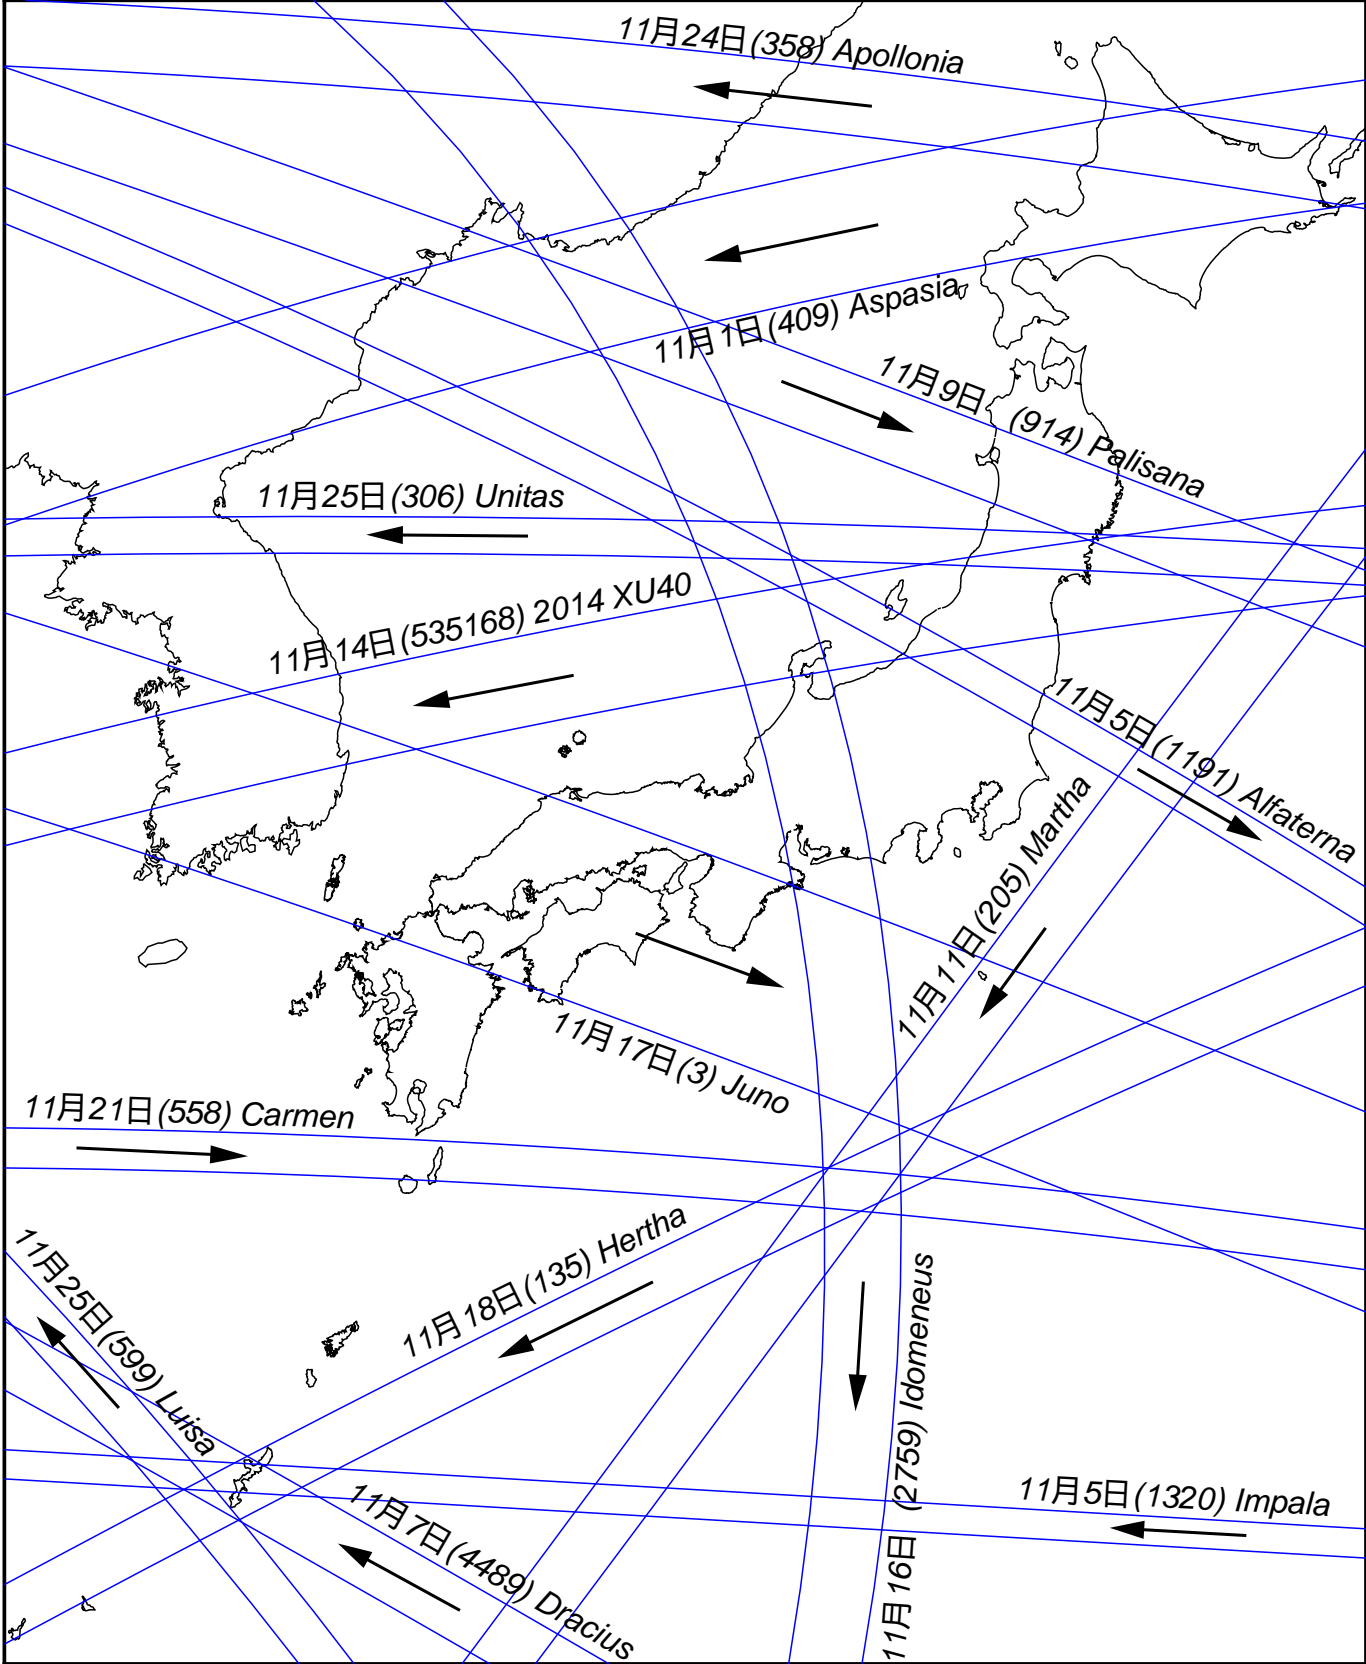 11月24日(358) Apollonia
11月1日(409) Aspasia
11月9日 (914) Palisana
11月25日(306) Unitas
11月14日(535168) 2014 XU40
11月5日(1191) Alfaterna
11月11日(205) Martha
11月17日(3) Juno
11月21日(558) Carmen
11月18日(135) Hertha
11月25日(599) Luisa
11月16日 (2759) Idomeneus
11月5日(1320) Impala
11月7日(4489) Dracius